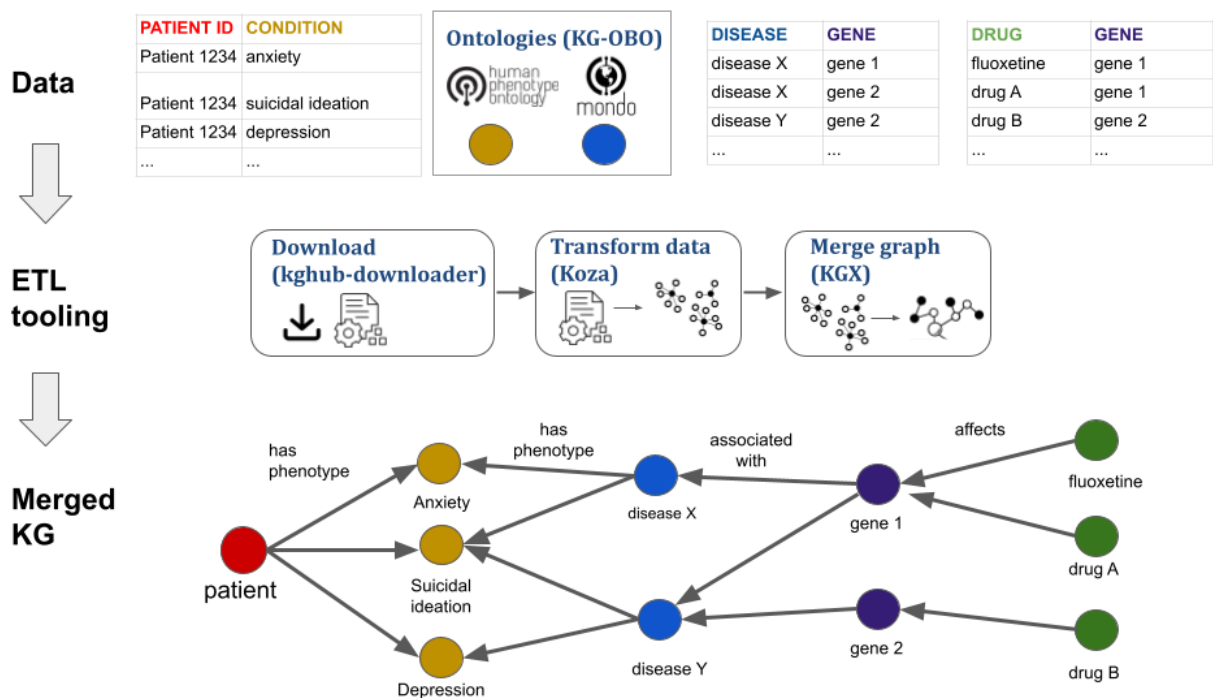 Data
PATIENT ID CONDITION
Patient 1234 anxiety
Patient 1234 suicidal ideation
Patient 1234 depression
... ...
Ontologies (KG-OBO)
human
phenotype
ontology
mondo
DISEASE GENE
disease X gene 1
disease X gene 2
disease Y gene 2
... ...
DRUG GENE
fluoxetine gene 1
drug A gene 1
drug B gene 2
... ...
ETL
tooling
Download
(kghub-downloader)
Transform data
(Koza)
Merge graph
(KGX)
Merged
KG
has
phenotype
has
phenotype
associated
with
affects
patient
Anxiety
Suicidal
ideation
Depression
disease X
disease Y
gene 1
gene 2
fluoxetine
drug A
drug B